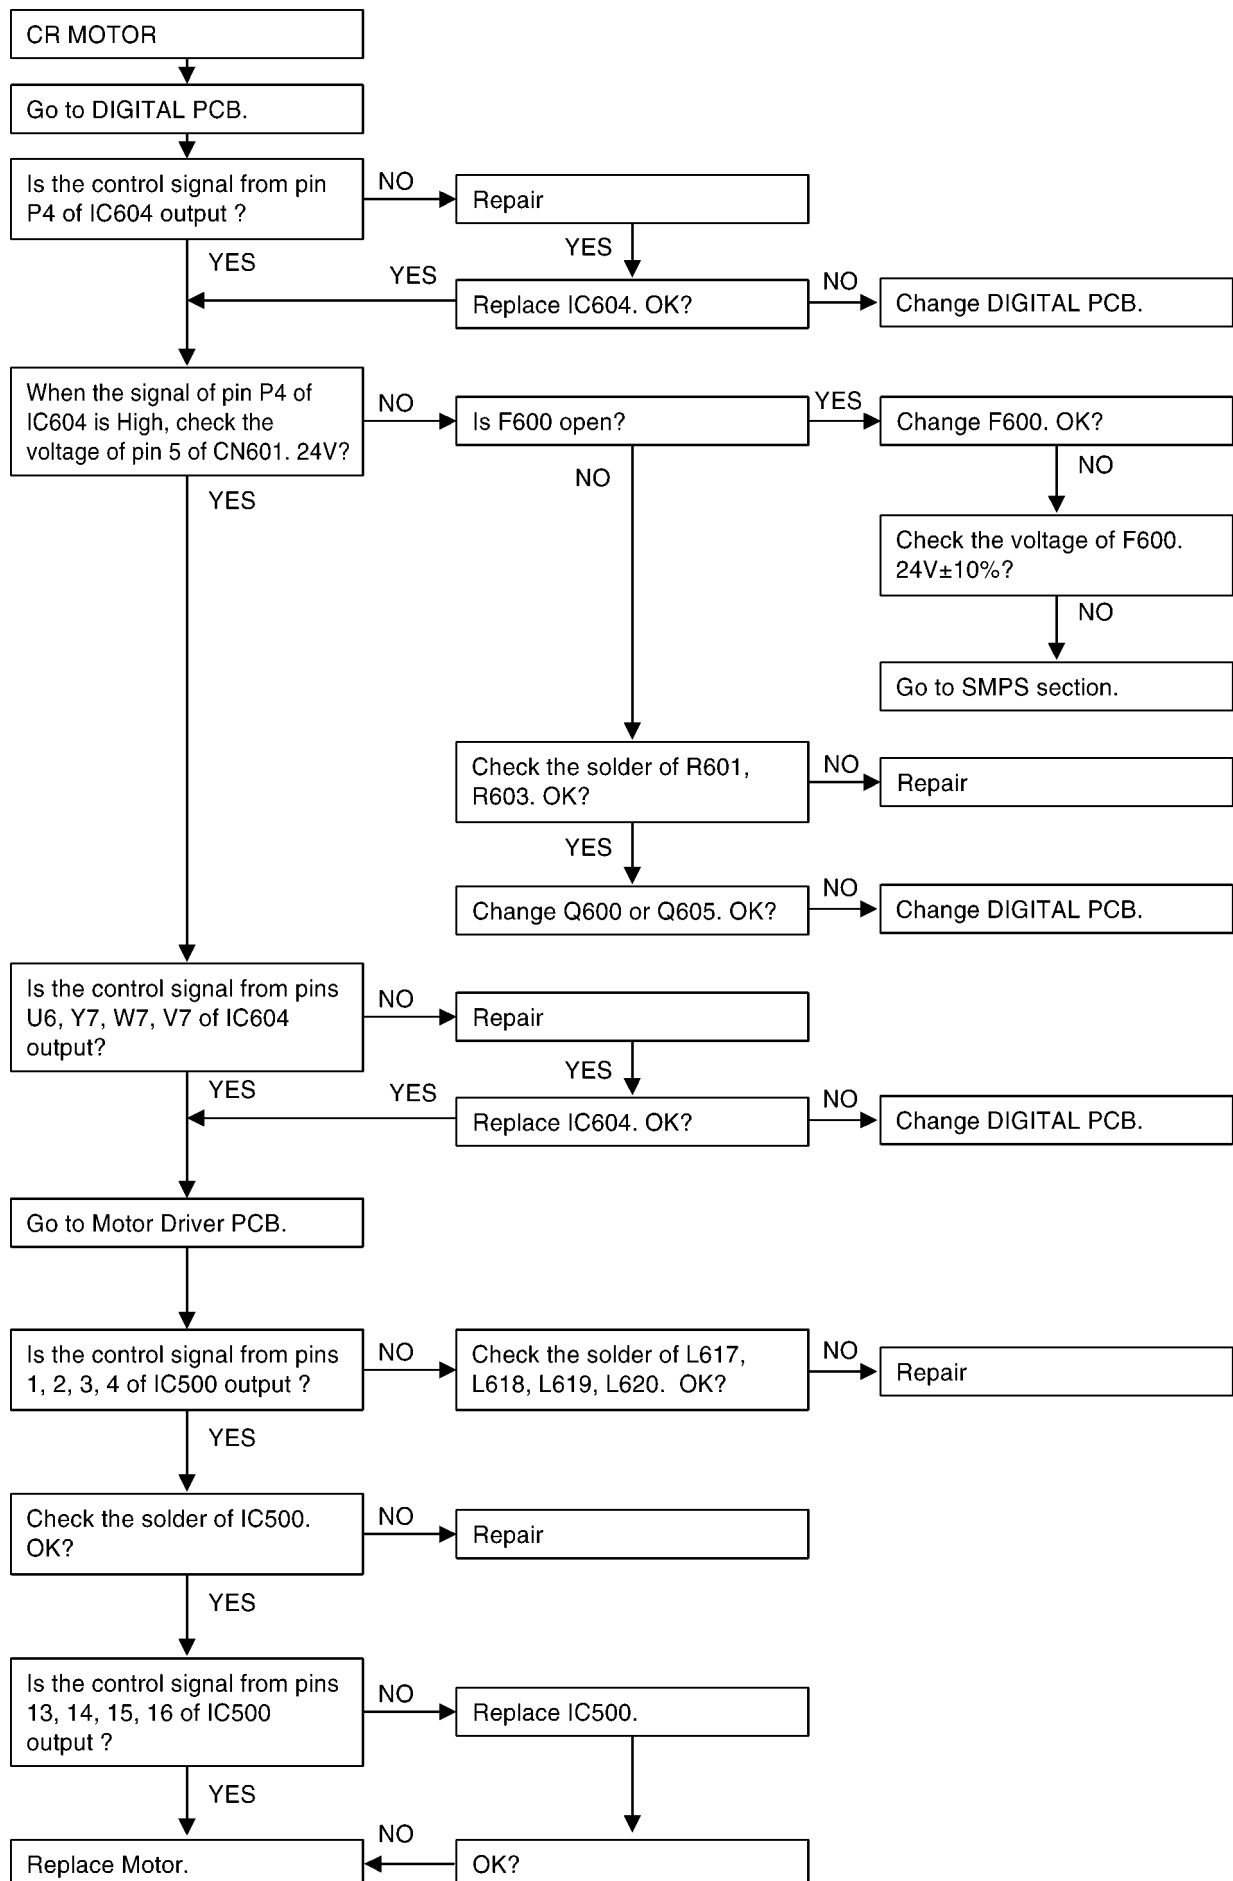 CR MOTOR
Go to DIGITAL PCB.
Is the control signal from pin
P4 of IC604 output ?
NO
Repair
YES
YES
YES
Replace IC604. OK?
NO
Change DIGITAL PCB.
When the signal of pin P4 of
IC604 is High, check the
voltage of pin 5 of CN601. 24V?
NO
Is F600 open?
YES
Change F600. OK?
YES
NO
NO
Check the voltage of F600.
24V±10%?
NO
Go to SMPS section.
Check the solder of R601,
R603. OK?
NO
Repair
YES
Change Q600 or Q605. OK?
NO
Change DIGITAL PCB.
Is the control signal from pins
U6, Y7, W7, V7 of IC604
output?
NO
Repair
YES
YES
YES
Replace IC604. OK?
NO
Change DIGITAL PCB.
Go to Motor Driver PCB.
Is the control signal from pins
1, 2, 3, 4 of IC500 output ?
NO
Check the solder of L617,
L618, L619, L620.  OK?
NO
Repair
YES
Check the solder of IC500.
OK?
NO
Repair
YES
Is the control signal from pins
13, 14, 15, 16 of IC500
output ?
NO
Replace IC500.
YES
Replace Motor.
NO
OK?